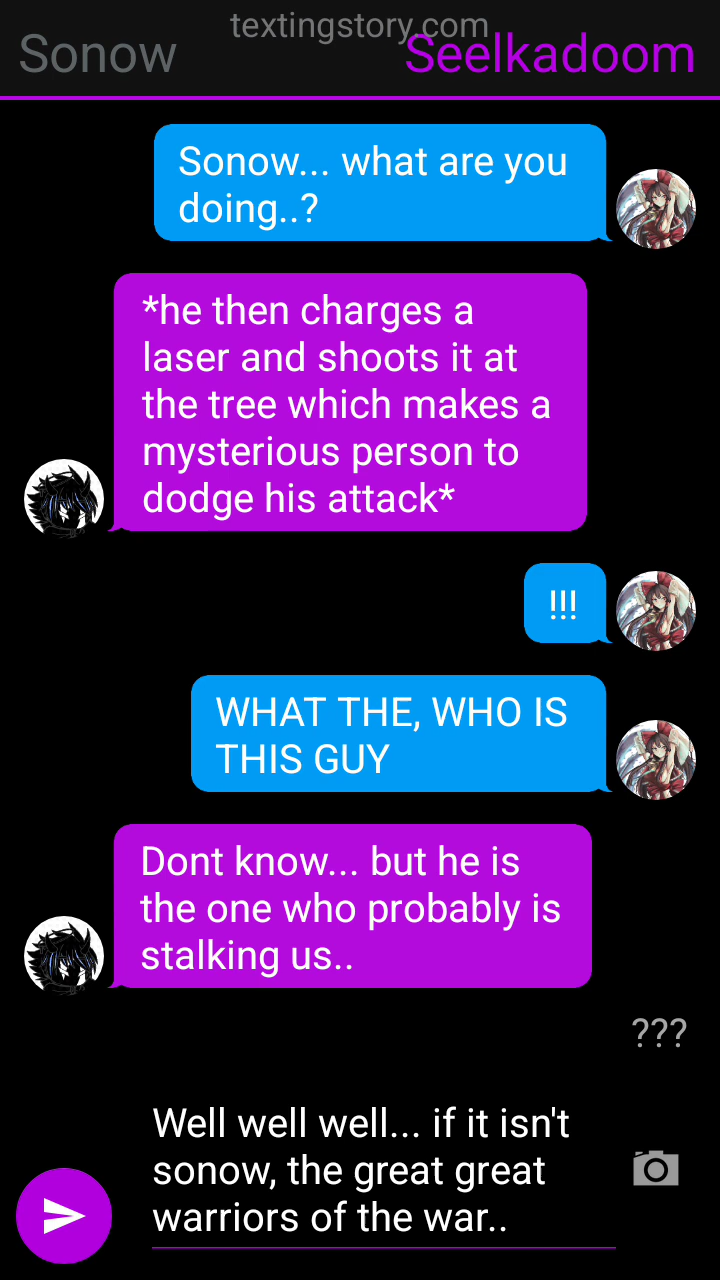 textingstory.com
Sonow
Seelkadoom
Sonow... what are you
doing..?
*he then charges a
laser and shoots it at
the tree which makes a
mysterious person to
dodge his attack*
!!!
WHAT THE, WHO IS
THIS GUY
Dont know... but he is
the one who probably is
stalking us..
???
Well well well... if it isn't
sonow, the great great
warriors of the war..